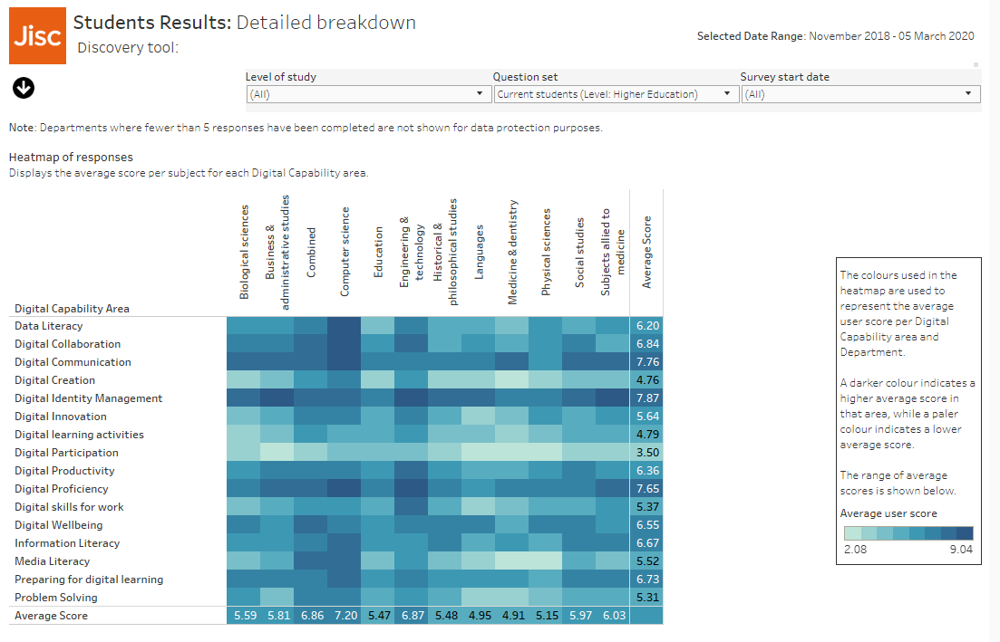 Jisc
Students Results: Detailed breakdown
Discovery tool:
Selected Date Range: November 2018 - 05 March 2020
Level of study
(All)
Question set
Current students (Level: Higher Education)
Survey start date
(All)
Note: Departments where fewer than 5 responses have been completed are not shown for data protection purposes.
Heatmap of responses
Displays the average score per subject for each Digital Capability area.
Digital Capability Area
Biological sciences
Business &
administrative studies
Combined
Computer science
Education
Engineering &
technology
Historical &
philosophical studies
Languages
Medicine & dentistry
Physical sciences
Social studies
Subjects allied to
medicine
Average Score
Data Literacy 6.20
Digital Collaboration 6.84
Digital Communication 7.76
Digital Creation 4.76
Digital Identity Management 7.87
Digital Innovation 5.64
Digital learning activities 4.79
Digital Participation 3.50
Digital Productivity 6.36
Digital Proficiency 7.65
Digital skills for work 5.37
Digital Wellbeing 6.55
Information Literacy 6.67
Media Literacy 5.52
Preparing for digital learning 6.73
Problem Solving 5.31
Average Score 5.59 5.81 6.86 7.20 5.47 6.87 5.48 4.95 4.91 5.15 5.97 6.03
The colours used in the
heatmap are used to
represent the average
user score per Digital
Capability area and
Department.
A darker colour indicates a
higher average score in
that area, while a paler
colour indicates a lower
average score.
The range of average
scores is shown below.
Average user score
2.08 9.04